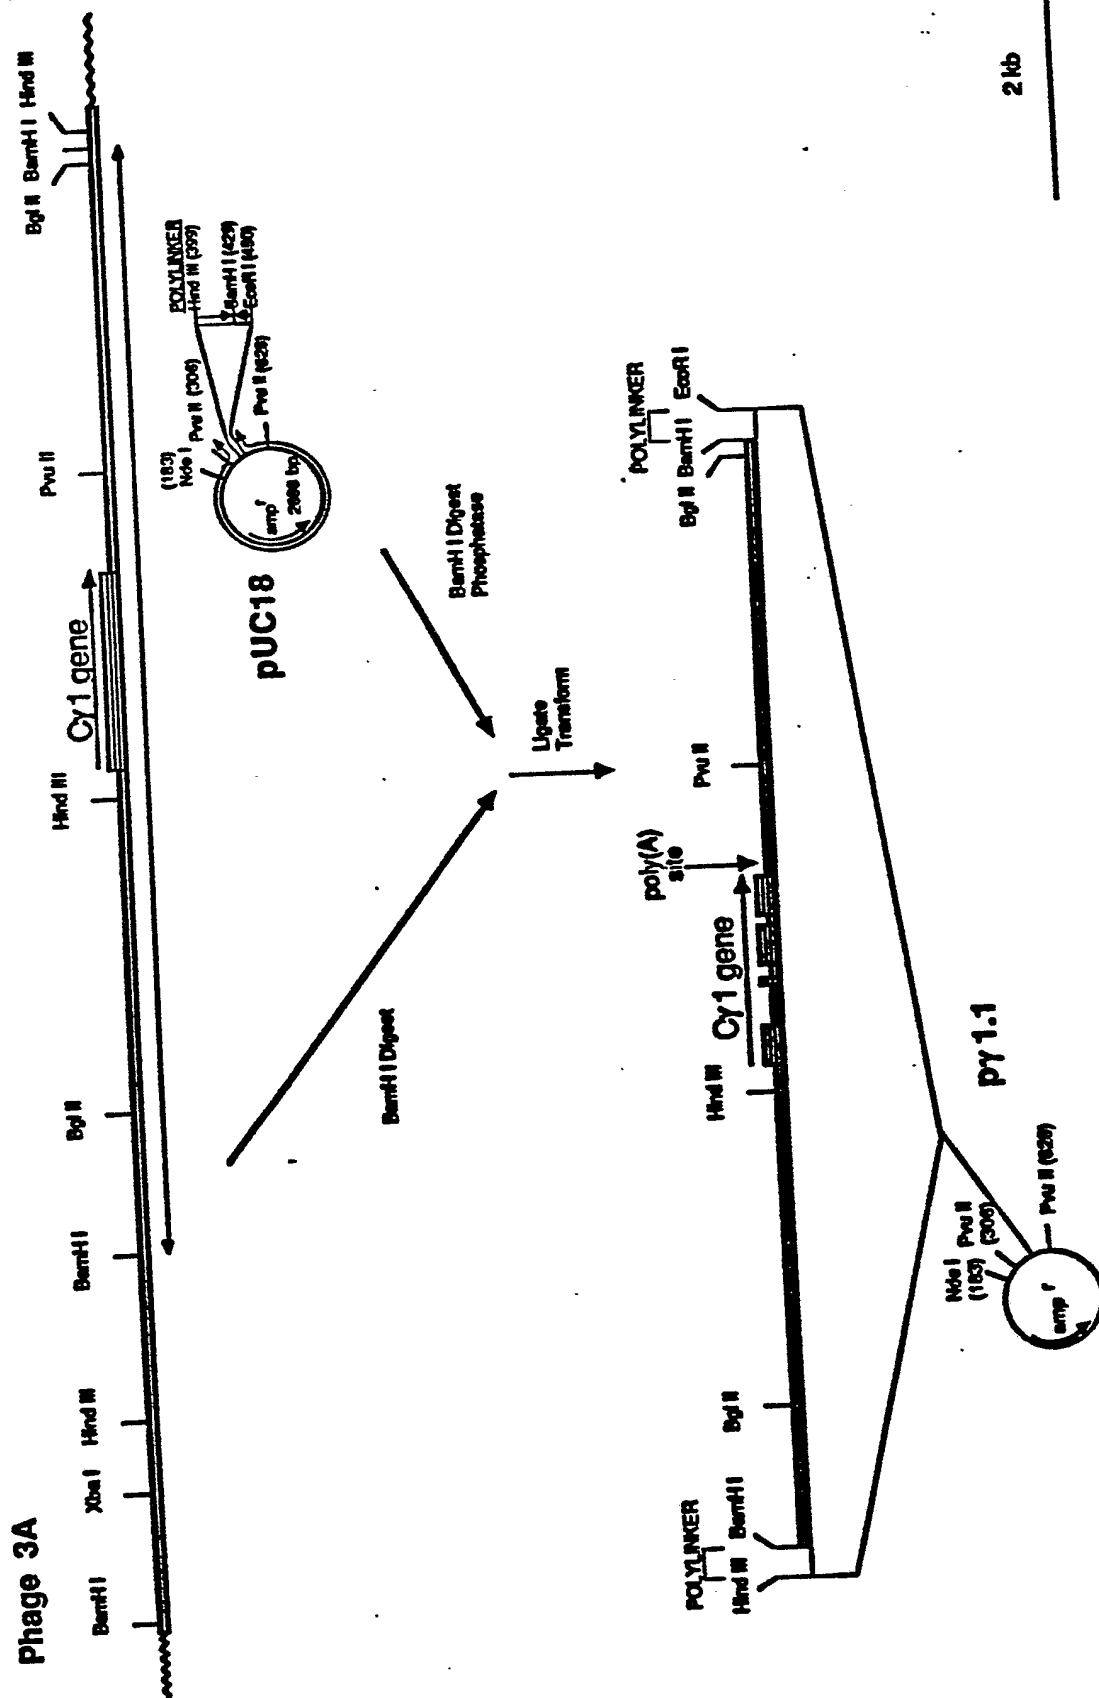 Phage 3A
BamH I
Xba I
Hind III
BamH I
Bgl II
Hind III
Cγ1 gene
Pvu II
Bgl II BamH I Hind III
(183)
Nde I
Pvu II (306)
POLYLINKER
Hind III (399)
BamH I (429)
EcoR I (450)
Pvu II (628)
amp r
bp
pUC18
BamH I Digest
BamH I Digest
Phosphatase
Ligate
Transform
POLYLINKER
Hind III
BamH I
Bgl II
Hind III
Cγ1 gene
poly(A)
site
Pvu II
POLYLINKER
Bgl II BamH I
EcoR I
Nde I
(183)
Pvu II
(306)
Pvu II (628)
amp r
pγ1.1
2 kb